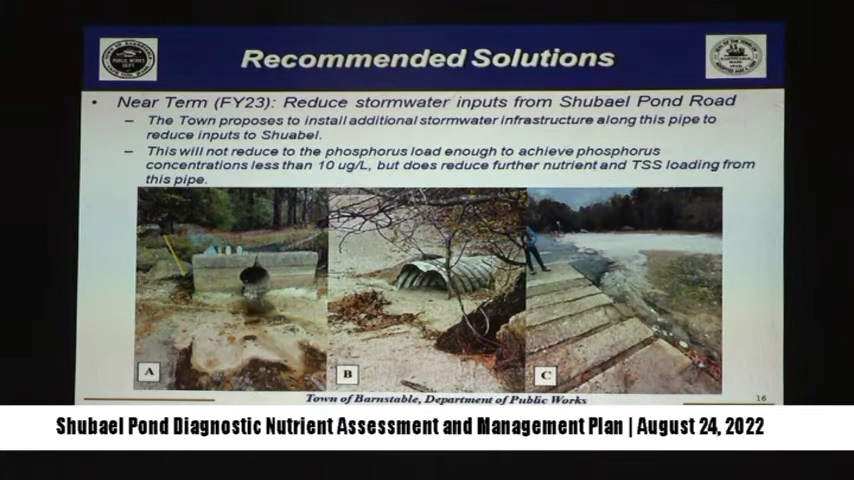 Recommended Solutions
• Near Term (FY23): Reduce stormwater inputs from Shubael Pond Road
– The Town proposes to install additional stormwater infrastructure along this pipe to
reduce inputs to Shuabel.
– This will not reduce to the phosphorus load enough to achieve phosphorus
concentrations less than 10 ug/L, but does reduce further nutrient and TSS loading from
this pipe.
A
B
C
Town of Barnstable, Department of Public Works
16
Shubael Pond Diagnostic Nutrient Assessment and Management Plan | August 24, 2022